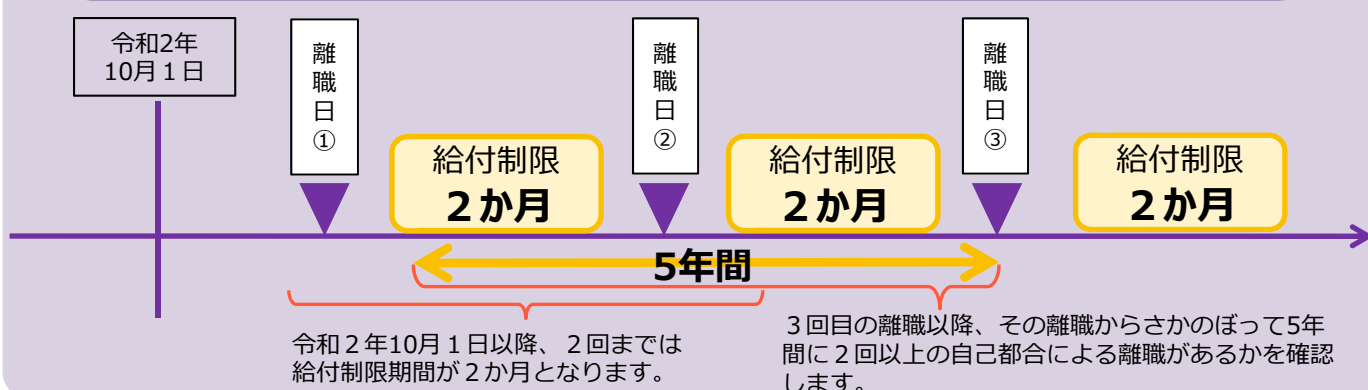 令和2年
10月１日
離職日①
離職日②
離職日③
給付制限
２か月
給付制限
２か月
給付制限
２か月
5年間
令和２年10月１日以降、２回までは
給付制限期間が２か月となります。
３回目の離職以降、その離職からさかのぼって5年
間に２回以上の自己都合による離職があるかを確認
します。